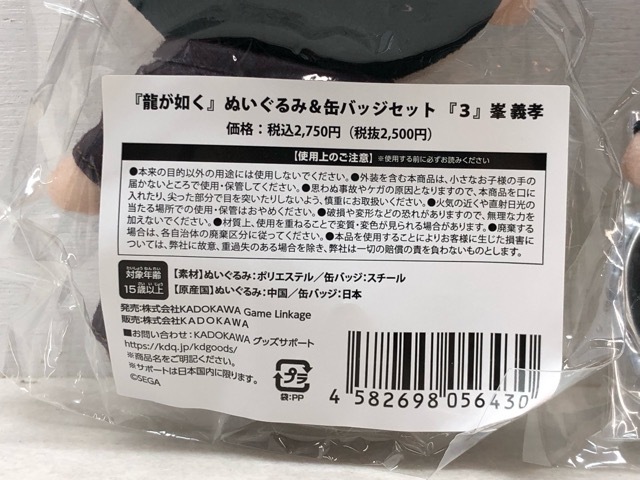 『龍が如く』ぬいぐるみ＆缶バッジセット『3』峯 義孝
価格：税込2,750円（税抜2,500円）
【使用上のご注意】※使用する前に必ずお読みください
●本来の目的以外の用途には使用しないでください。●外装を含む本商品は、小さなお子様の手の
届かないところで使用・保管してください。●思わぬ事故やケガの原因となりますので、本商品を口に
入れたり、尖った部分で目を突いたりしないよう、慎重にお取扱いください。●火気の近くや直射日光の
当たる場所での使用・保管はおやめください。●破損や変形などの恐れがありますので、無理な力を
加えないでください。●材質上、使用を重ねることで変質・変色が見られる場合があります。●廃棄する
場合は、各自治体の廃棄区分に従ってください。●本品を使用することによりお客様に生じた損害に
ついては、弊社に故意、重過失のある場合を除き、弊社は一切の賠償の責を負わないものとします。
たいしょうねんれい
対象年齢
さい い じょう
15歳以上
【素材】ぬいぐるみ：ポリエステル／缶バッジ：スチール
【原産国】ぬいぐるみ：中国／缶バッジ：日本
発売：株式会社KADOKAWA Game Linkage
販売：株式会社KADOKAWA
■お問い合わせ：KADOKAWA グッズサポート
https://kdq.jp/kdgoods/
※商品名をご明記ください。
※サポートは日本国内に限ります。
©SEGA
プラ
袋：PP
4 582698 056430